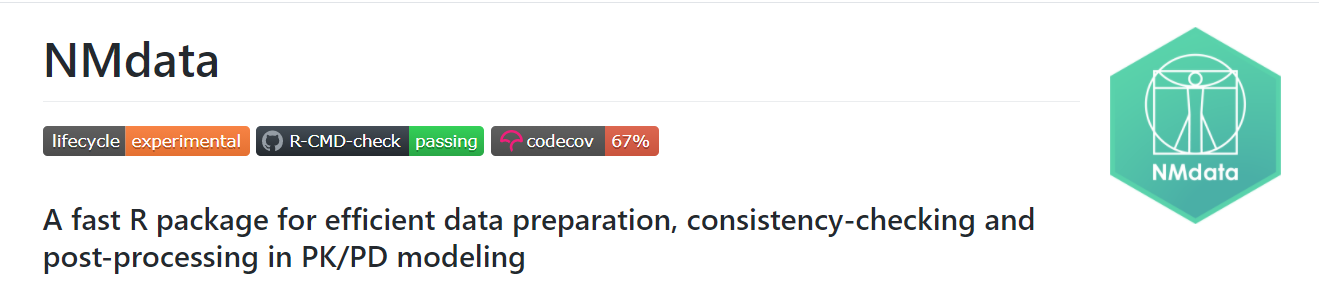 NMdata
lifecycle experimental R-CMD-check passing codecov 67%
NMdata
A fast R package for efficient data preparation, consistency-checking and
post-processing in PK/PD modeling